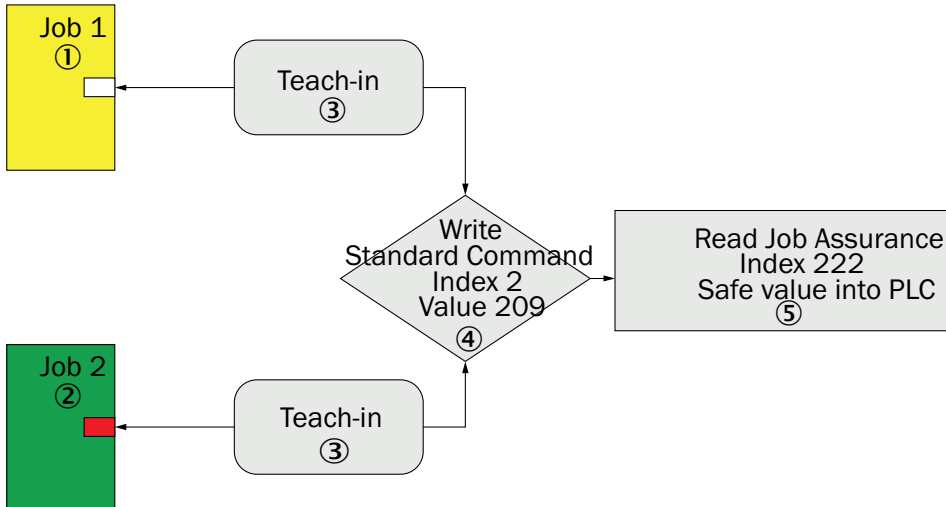 Job 1
①
Teach-in
③
Write
Standard Command
Index 2
Value 209
④
Read Job Assurance
Index 222
Safe value into PLC
⑤
Job 2
②
Teach-in
③